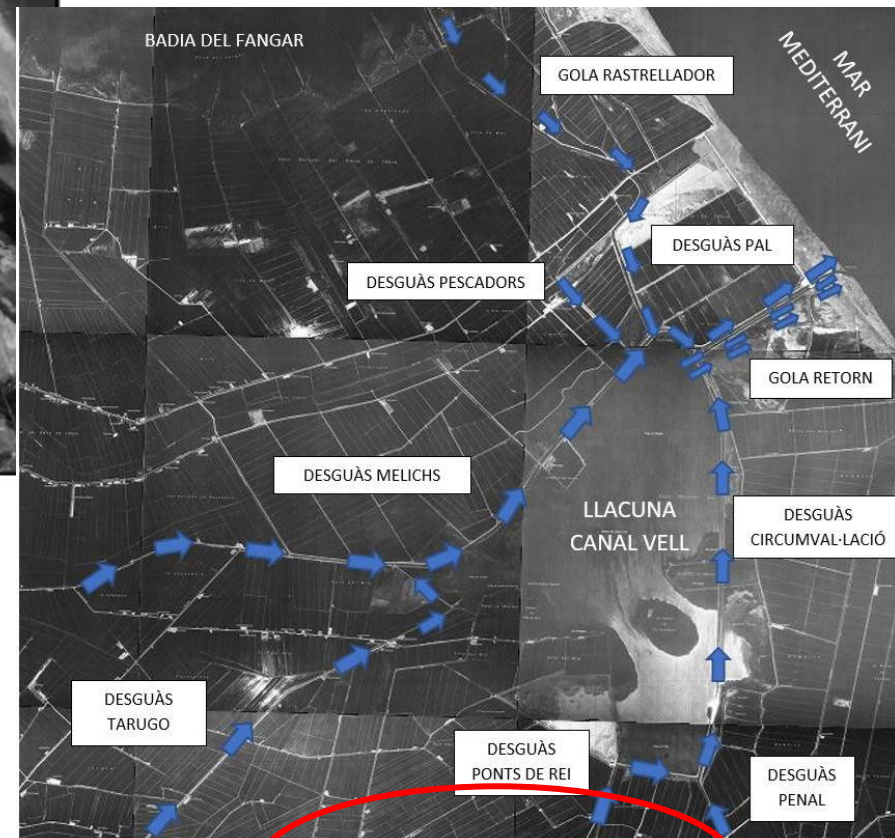 BADIA DEL FANGAR
MAR
MEDITERRANI
GOLA RASTRELLADOR
DESGUÀS PAL
DESGUÀS PESCADORS
GOLA RETORN
DESGUÀS MELICHS
LLACUNA
CANAL VELL
DESGUÀS
CIRCUMVAL·LACIÓ
DESGUÀS
TARUGO
DESGUÀS
PONTS DE REI
DESGUÀS
PENAL